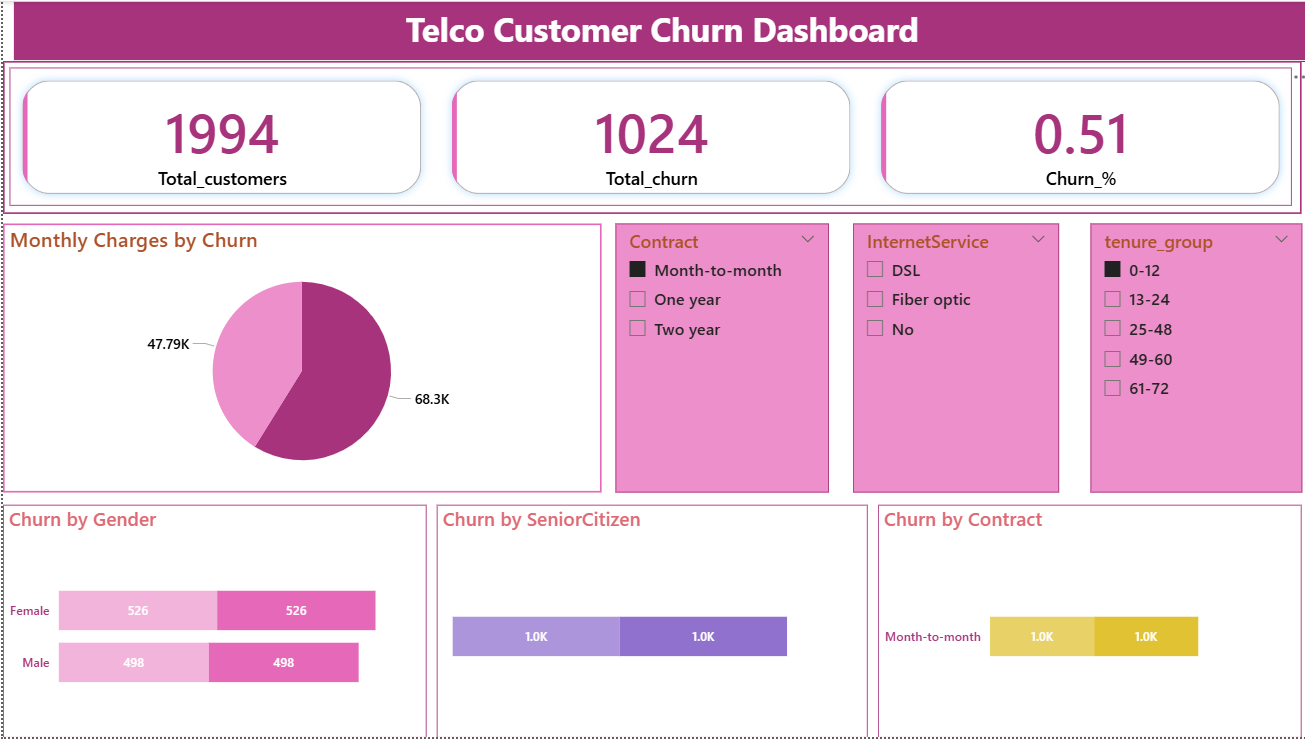 Telco Customer Churn Dashboard
1994
Total_customers
1024
Total_churn
0.51
Churn_%
Monthly Charges by Churn
47.79K
68.3K
Contract
Month-to-month
One year
Two year
InternetService
DSL
Fiber optic
No
tenure_group
0-12
13-24
25-48
49-60
61-72
Churn by Gender
Female 526 526
Male 498 498
Churn by SeniorCitizen
1.0K 1.0K
Churn by Contract
Month-to-month 1.0K 1.0K